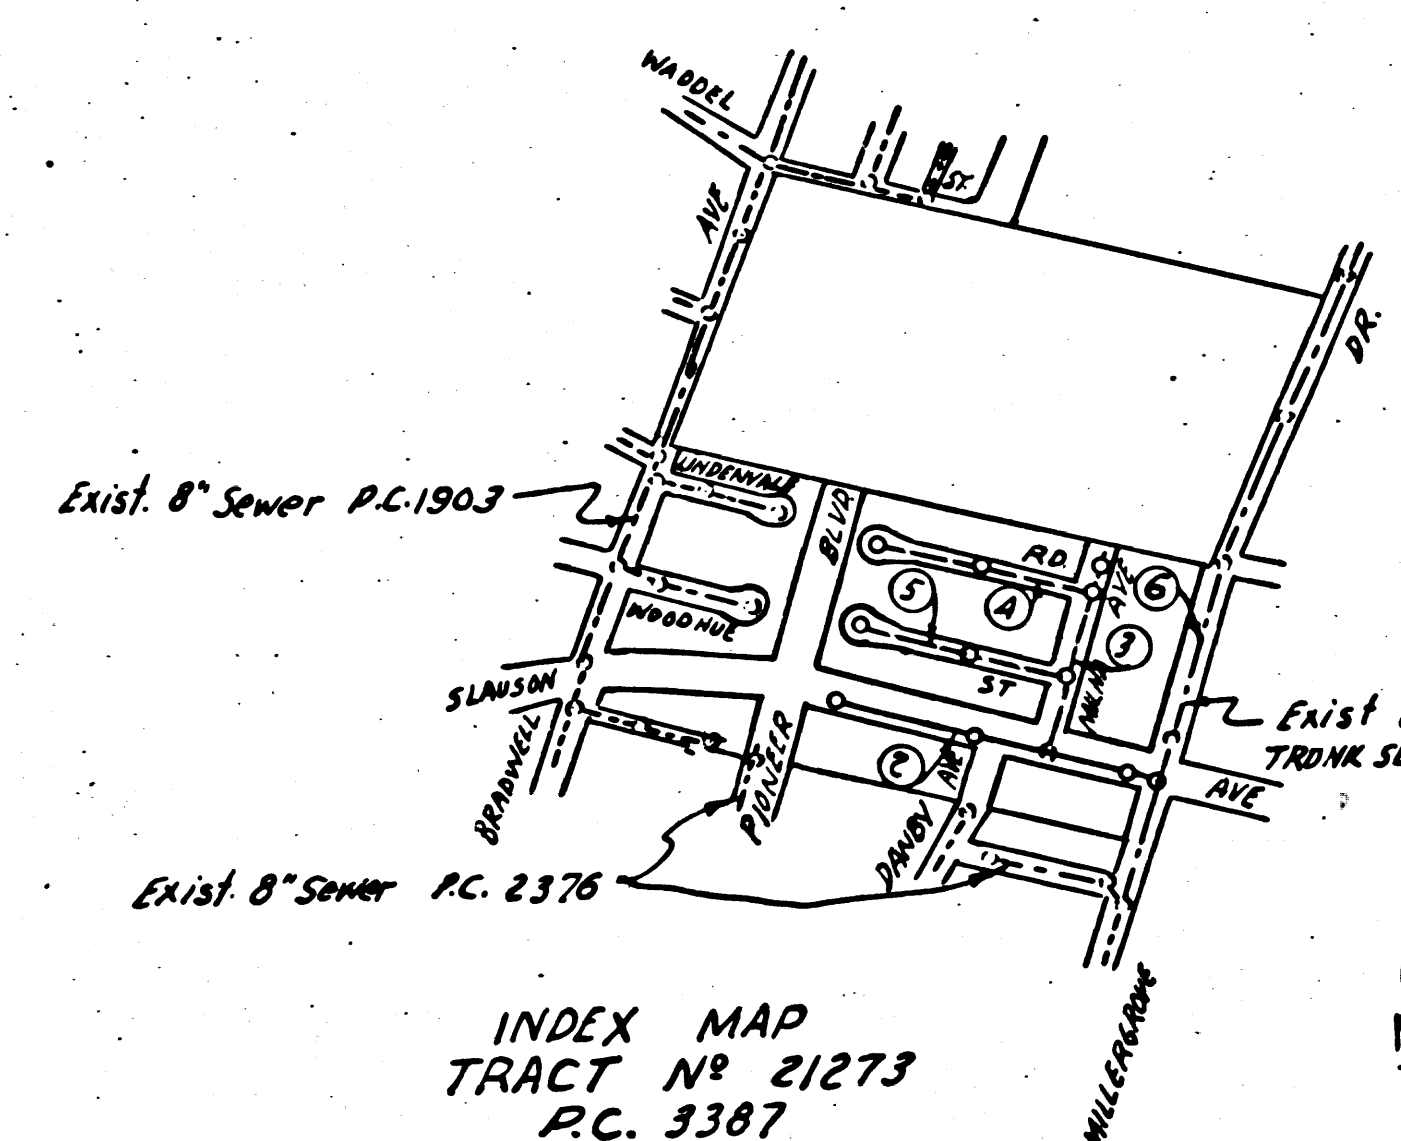 WADDEL
ST.
AVE
DR.
LINDENVALE
Exist. 8" Sewer P.C. 1903
BLVD.
RD.
AVE
5
4
6
WOODHUE
3
SLAUSON
ST
Exist
TRUNK
BRADWELL
PIONEER
2
AVE
AVE
DANBY
Exist. 8" Sewer P.C. 2376
MILLERGROVE
INDEX MAP
TRACT Nº 21273
P.C. 3387